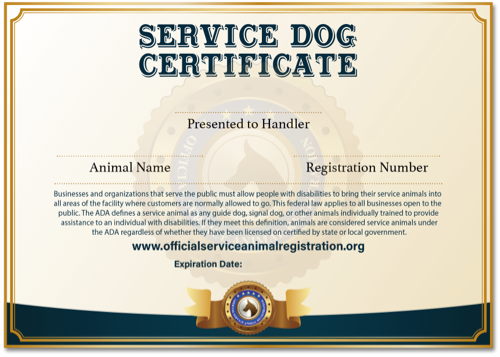 SERVICE DOG
CERTIFICATE
Presented to Handler
Animal Name
Registration Number
Businesses and organizations that serve the public must allow people with disabilities to bring their service animals into
all areas of the facility where customers are normally allowed to go. This federal law applies to all businesses open to the
public. The ADA defines a service animal as any guide dog, signal dog, or other animals individually trained to provide
assistance to an individual with disabilities. If they meet this definition, animals are considered service animals under
the ADA regardless of whether they have been licensed on certified by state or local government.
www.officialserviceanimalregistration.org
Expiration Date: